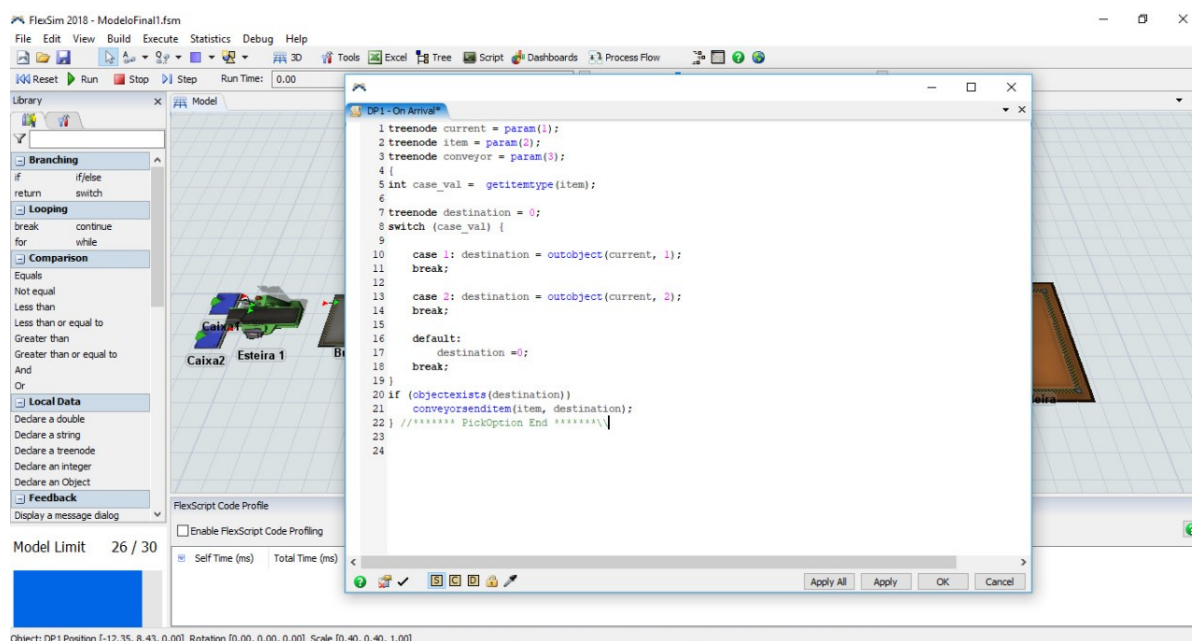 FlexSim 2018 - ModeloFinal1.fsm
File Edit View Build Execute Statistics Debug Help
3D Tools Excel Tree Script Dashboards Process Flow
Reset Run Stop Step Run Time: 0.00
Library
Model
Branching
if if/else
return switch
Looping
break continue
for while
Comparison
Equals
Not equal
Less than
Less than or equal to
Greater than
Greater than or equal to
And
Or
Local Data
Declare a double
Declare a string
Declare a treenode
Declare an integer
Declare an Object
Feedback
Display a message dialog
Model Limit 26 / 30
Caixa1
Caixa2
Esteira 1
DP1 - On Arrival*
1 treenode current = param(1);
2 treenode item = param(2);
3 treenode conveyor = param(3);
4 {
5 int case_val =  getitemtype(item);
6
7 treenode destination = 0;
8 switch (case_val) {
9
10 case 1: destination = outobject(current, 1);
11 break;
12
13 case 2: destination = outobject(current, 2);
14 break;
15
16 default:
17 destination =0;
18 break;
19 }
20 if (objectexists(destination))
21 conveyorsenditem(item, destination);
22 } //******* PickOption End *******\\
23
24
S C D
Apply All Apply OK Cancel
FlexScript Code Profile
Enable FlexScript Code Profiling
Self Time (ms) Total Time (ms)
Object: DP1 Position [-12.35, 8.43, 0.00] Rotation [0.00, 0.00, 0.00] Scale [0.40, 0.40, 1.00]